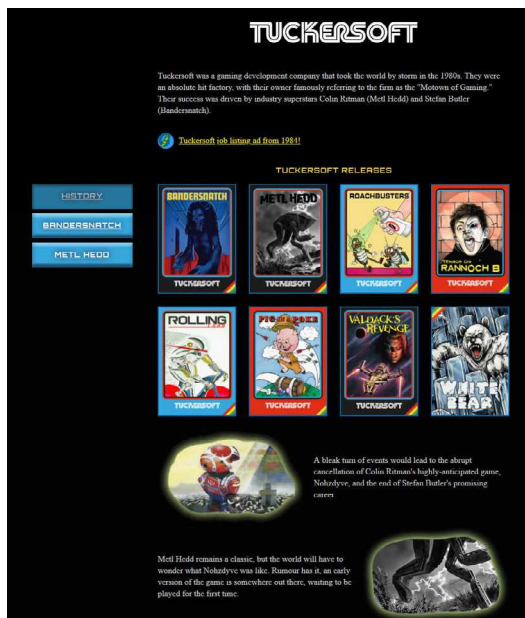 TUCKERSOFT
Tuckersoft was a gaming development company that took the world by storm in the 1980s. They were
an absolute hit factory, with their owner famously referring to the firm as the "Motown of Gaming."
Their success was driven by industry superstars Colin Ritman (Metl Hedd) and Stefan Butler
(Bandersnatch).
Tuckersoft job listing ad from 1984!
TUCKERSOFT RELEASES
HISTORY
BANDERSNATCH
METL HEDD
BANDERSNATCH
METL HEDD
ROACHBUSTERS
TENSOR ON
RANNOCH B
TUCKERSOFT
TUCKERSOFT
TUCKERSOFT
TUCKERSOFT
ROLLING
PIG IN A POKE
VALDACK'S
REVENGE
WHITE
BEAR
TUCKERSOFT
TUCKERSOFT
TUCKERSOFT
A bleak turn of events would lead to the abrupt
cancellation of Colin Ritman's highly-anticipated game,
Nohzdyve, and the end of Stefan Butler's promising
career
Metl Hedd remains a classic, but the world will have to
wonder what Nohzdyve was like. Rumour has it, an early
version of the game is somewhere out there, waiting to be
played for the first time.